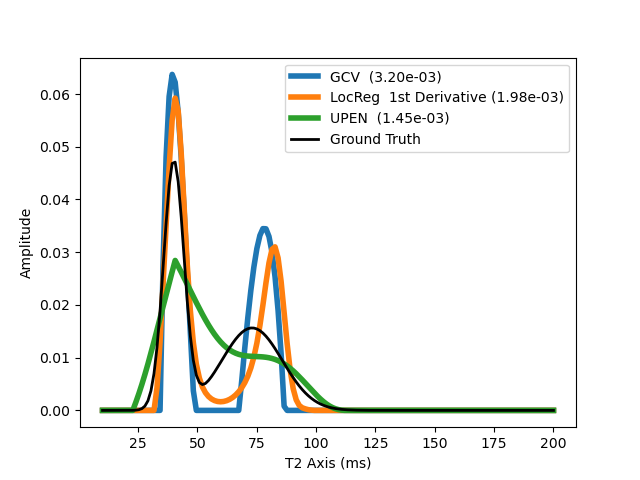 GCV  (3.20e-03)
LocReg  1st Derivative (1.98e-03)
UPEN  (1.45e-03)
Ground Truth
Amplitude
0.06
0.05
0.04
0.03
0.02
0.01
0.00
25 50 75 100 125 150 175 200
T2 Axis (ms)